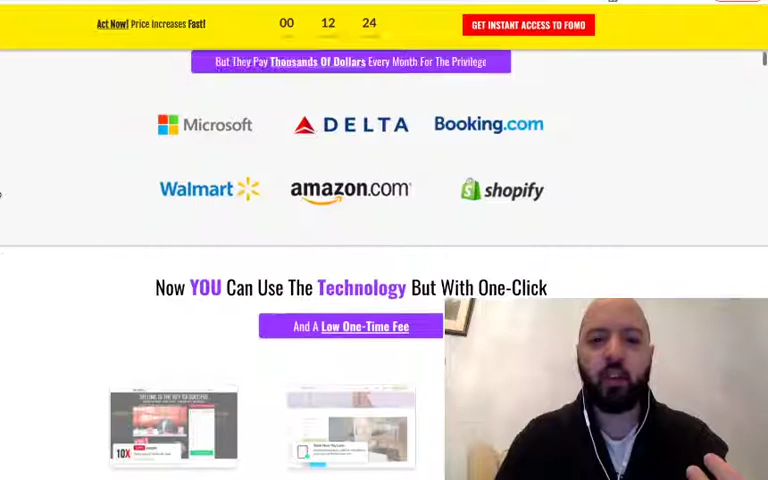 Act Now! Price Increases Fast!
00 12 24
GET INSTANT ACCESS TO FOMO
But They Pay Thousands Of Dollars Every Month For The Privilege
Microsoft
DELTA
Booking.com
Walmart
amazon.com
shopify
Now YOU Can Use The Technology But With One-Click
And A Low One-Time Fee
10X